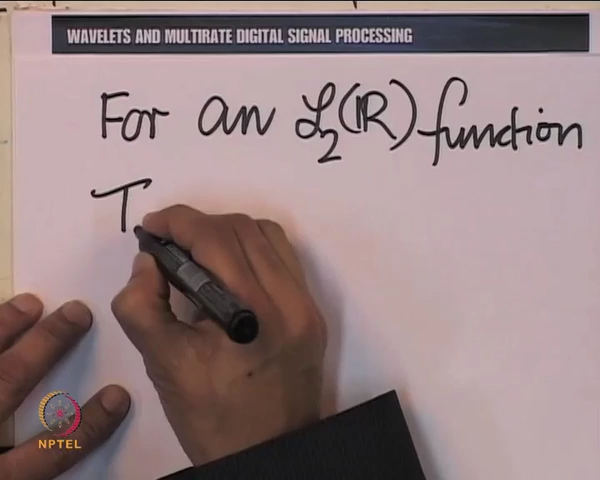 WAVELETS AND MULTIRATE DIGITAL SIGNAL PROCESSING
For an ℒ₂(ℝ) function
T
NPTEL